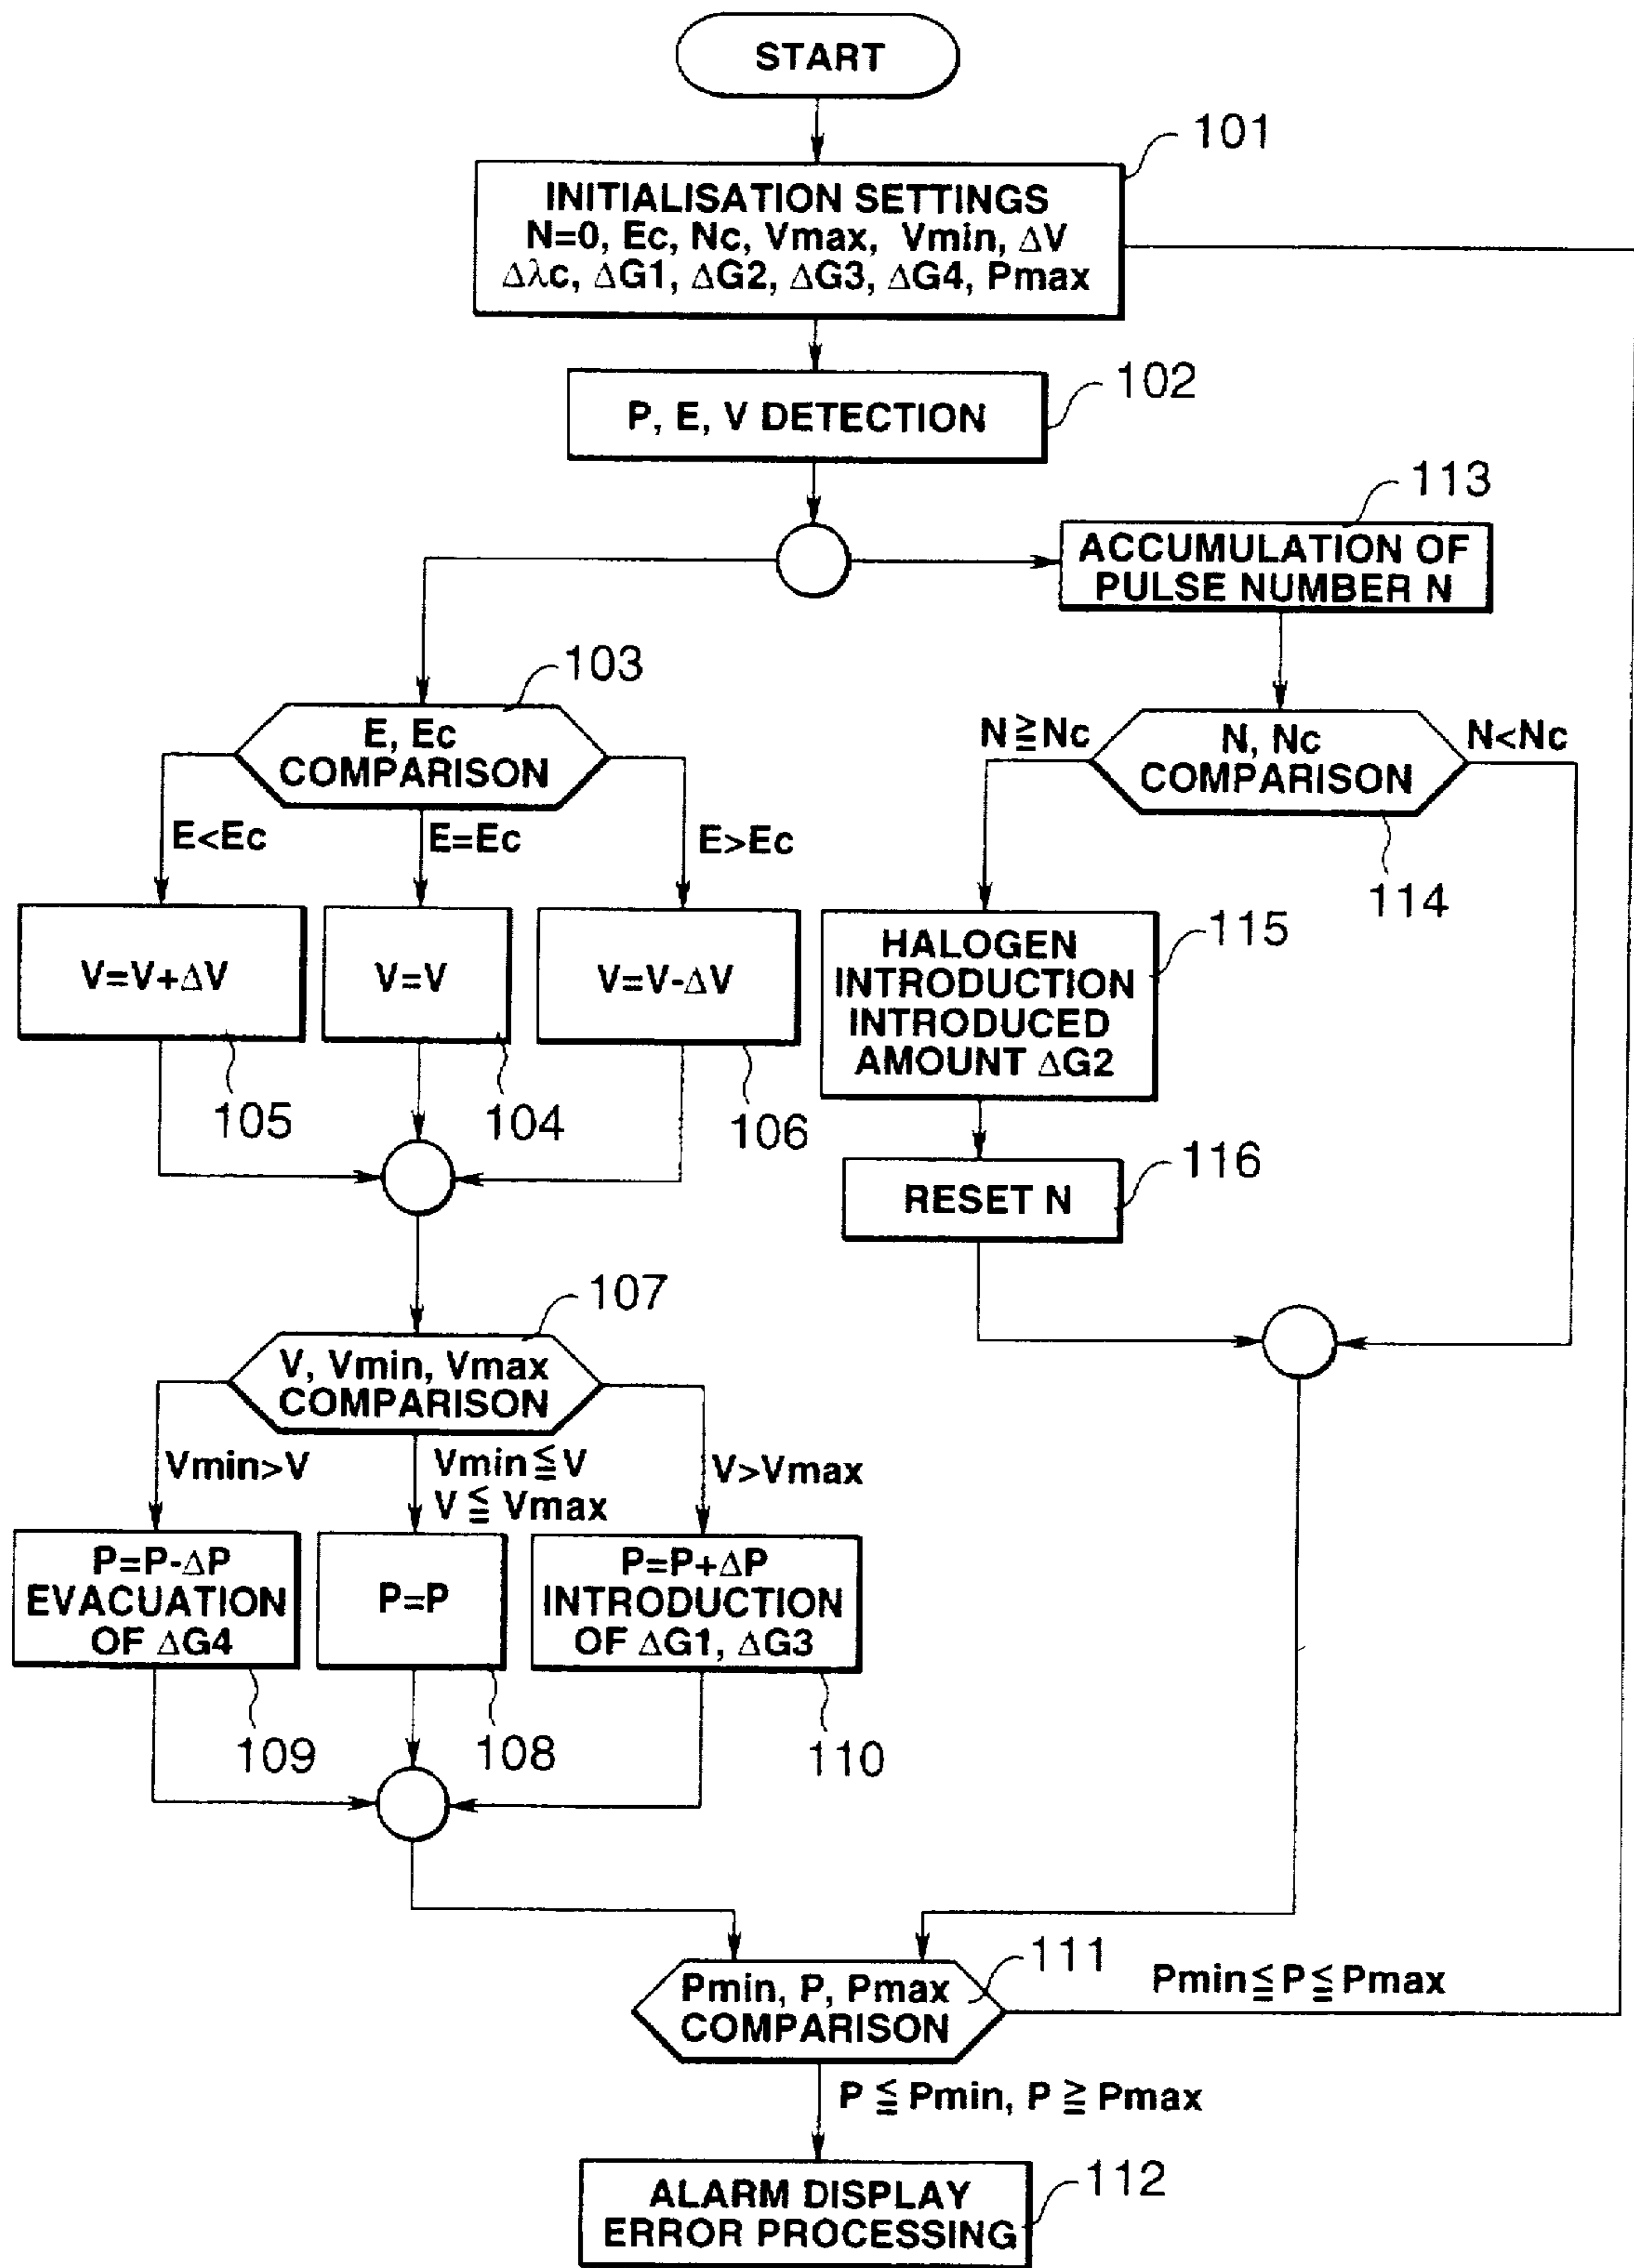 START
101
INITIALISATION SETTINGS
N=0, Ec, Nc, Vmax, Vmin, ΔV
Δλc, ΔG1, ΔG2, ΔG3, ΔG4, Pmax
102
P, E, V DETECTION
113
ACCUMULATION OF
PULSE NUMBER N
103
E, Ec
COMPARISON
N≧Nc
N, Nc
COMPARISON
N<Nc
114
E<Ec
E=Ec
E>Ec
V=V+ΔV
V=V
V=V-ΔV
105
104
106
HALOGEN
INTRODUCTION
INTRODUCED
AMOUNT ΔG2
115
RESET N
116
107
V, Vmin, Vmax
COMPARISON
Vmin>V
Vmin≦V
V≦Vmax
V>Vmax
P=P-ΔP
EVACUATION
OF ΔG4
P=P
P=P+ΔP
INTRODUCTION
OF ΔG1, ΔG3
109
108
110
Pmin, P, Pmax
COMPARISON
111
Pmin≦P≦Pmax
P≦Pmin, P≧Pmax
ALARM DISPLAY
ERROR PROCESSING
112